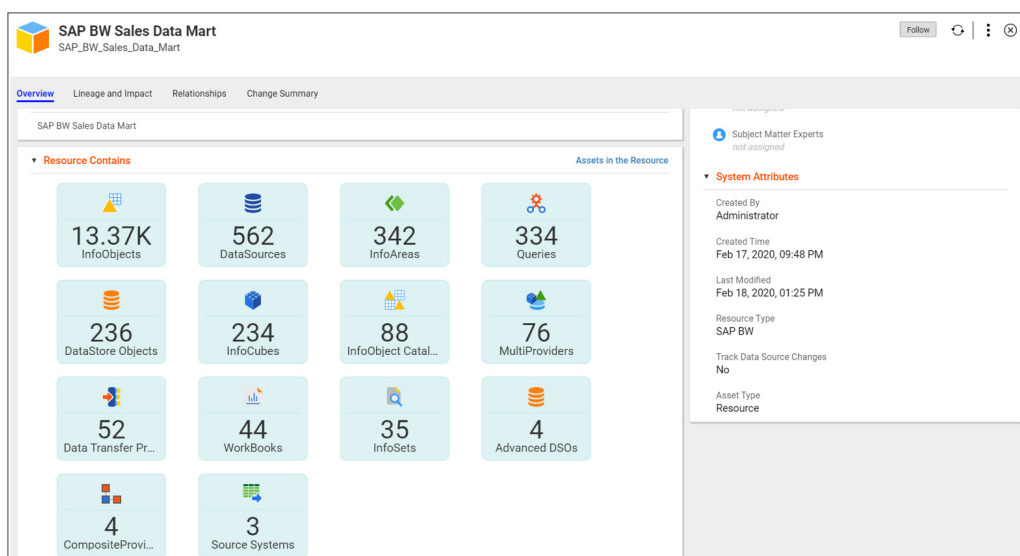 SAP BW Sales Data Mart
SAP_BW_Sales_Data_Mart
Follow
Overview
Lineage and Impact
Relationships
Change Summary
SAP BW Sales Data Mart
Resource Contains
Assets in the Resource
13.37K
InfoObjects
562
DataSources
342
InfoAreas
334
Queries
236
DataStore Objects
234
InfoCubes
88
InfoObject Catal...
76
MultiProviders
52
Data Transfer Pr...
44
WorkBooks
35
InfoSets
4
Advanced DSOs
4
CompositeProvi...
3
Source Systems
not assigned
Subject Matter Experts
not assigned
System Attributes
Created By
Administrator
Created Time
Feb 17, 2020, 09:48 PM
Last Modified
Feb 18, 2020, 01:25 PM
Resource Type
SAP BW
Track Data Source Changes
No
Asset Type
Resource